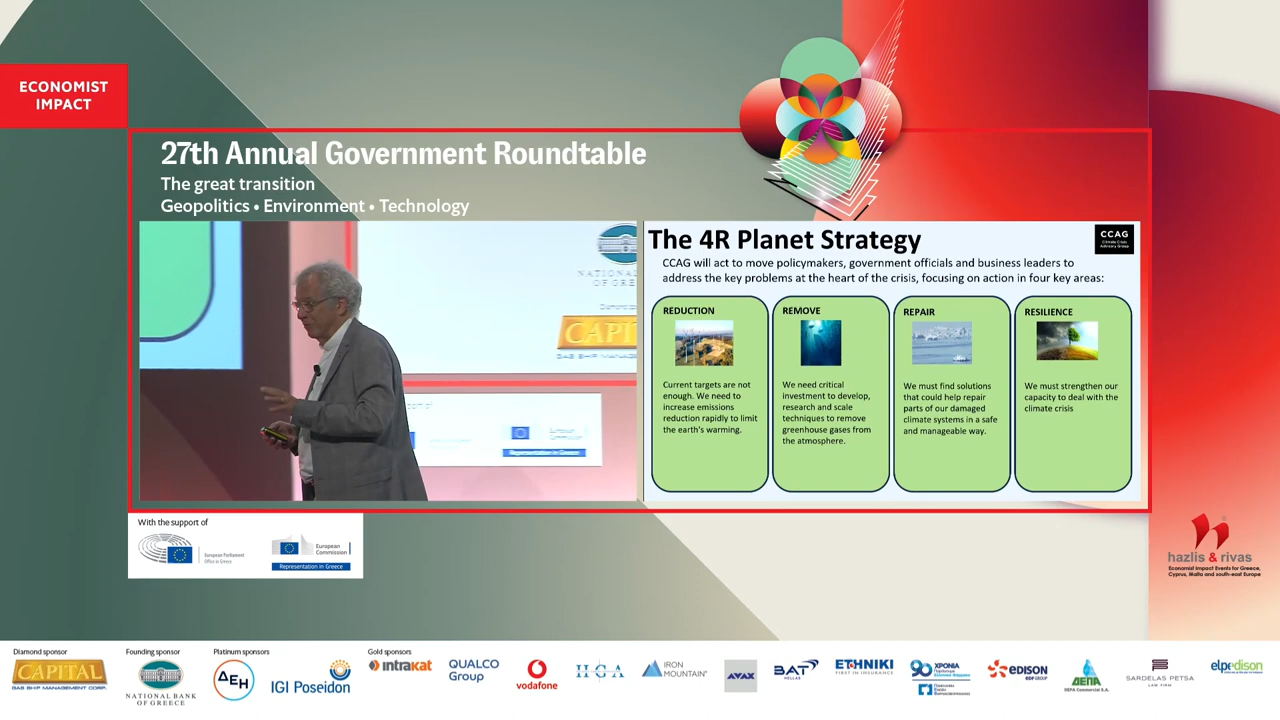 ECONOMIST
IMPACT
27th Annual Government Roundtable
The great transition
Geopolitics • Environment • Technology
NATIONAL
OF GRE
CAPI
GAS SHIP MANAG
Representation in Greece
The 4R Planet Strategy
CCAG
Climate Crisis
Advisory Group
CCAG will act to move policymakers, government officials and business leaders to
address the key problems at the heart of the crisis, focusing on action in four key areas:
REDUCTION
Current targets are not
enough. We need to
increase emissions
reduction rapidly to limit
the earth's warming.
REMOVE
We need critical
investment to develop,
research and scale
techniques to remove
greenhouse gases from
the atmosphere.
REPAIR
We must find solutions
that could help repair
parts of our damaged
climate systems in a safe
and manageable way.
RESILIENCE
We must strengthen our
capacity to deal with the
climate crisis
With the support of
European Parliament
Office in Greece
European
Commission
Representation in Greece
hazlis & rivas
Economist Impact Events for Greece,
Cyprus, Malta and south-east Europe
Diamond sponsor
CAPITAL
GAS SHIP MANAGEMENT CORP.
Founding sponsor
NATIONAL BANK
OF GREECE
Platinum sponsors
ΔΕΗ
IGI Poseidon
Gold sponsors
intrakat
QUALCO
Group
vodafone
HGA
IRON
MOUNTAIN
AVAX
BAT
HELLAS
ETHNIKI
FIRST IN INSURANCE
90 ΧΡΟΝΙΑ
EDISON
EDF GROUP
ΔΕΠΑ
DEPA Commercial S.A.
SARDELAS PETSA
LAW FIRM
elpedison